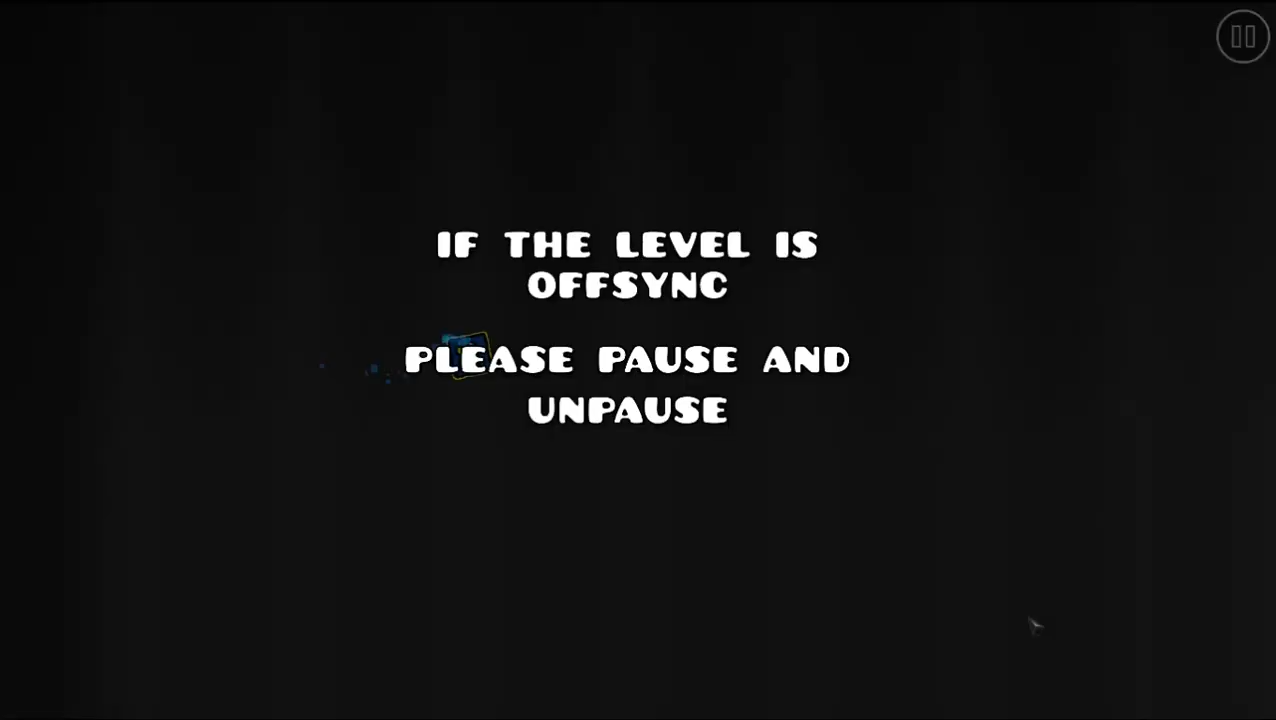 IF THE LEVEL IS
OFFSYNC
PLEASE PAUSE AND
UNPAUSE